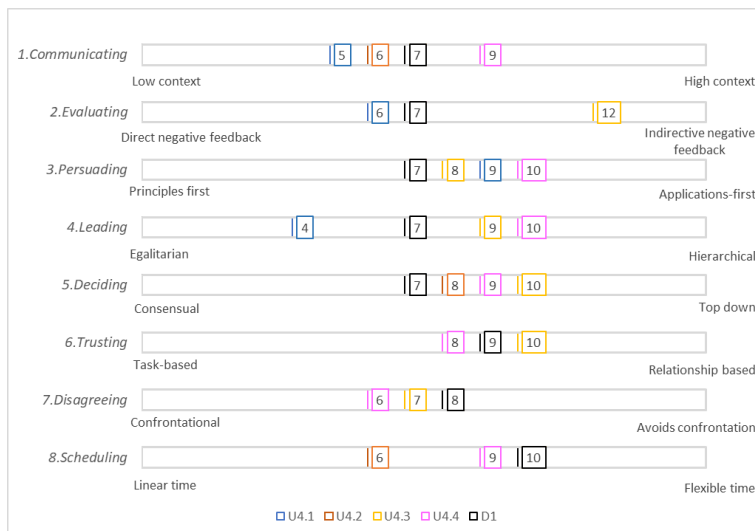 1.Communicating 5 6 7 9
Low context High context
2.Evaluating 6 7 12
Direct negative feedback Indirective negative
feedback
3.Persuading 7 8 9 10
Principles first Applications-first
4.Leading 4 7 9 10
Egalitarian Hierarchical
5.Deciding 7 8 9 10
Consensual Top down
6.Trusting 8 9 10
Task-based Relationship based
7.Disagreeing 6 7 8
Confrontational Avoids confrontation
8.Scheduling 6 9 10
Linear time Flexible time
U4.1 U4.2 U4.3 U4.4 D1